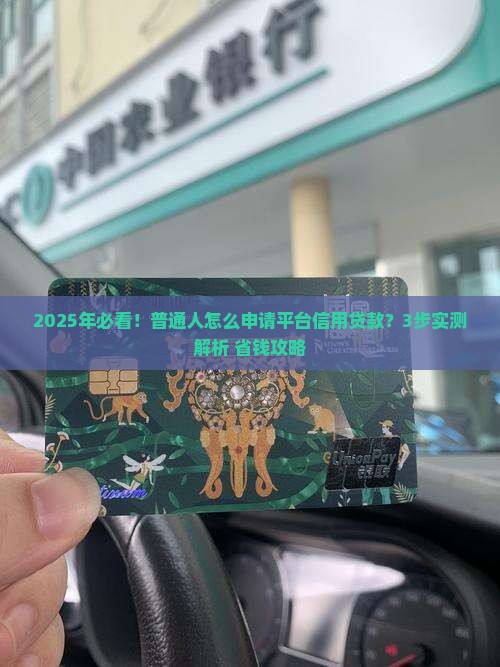 中国农业银行
2025年必看！普通人怎么申请平台信用贷款？3步实测
解析 省钱攻略
UnionPay
银联